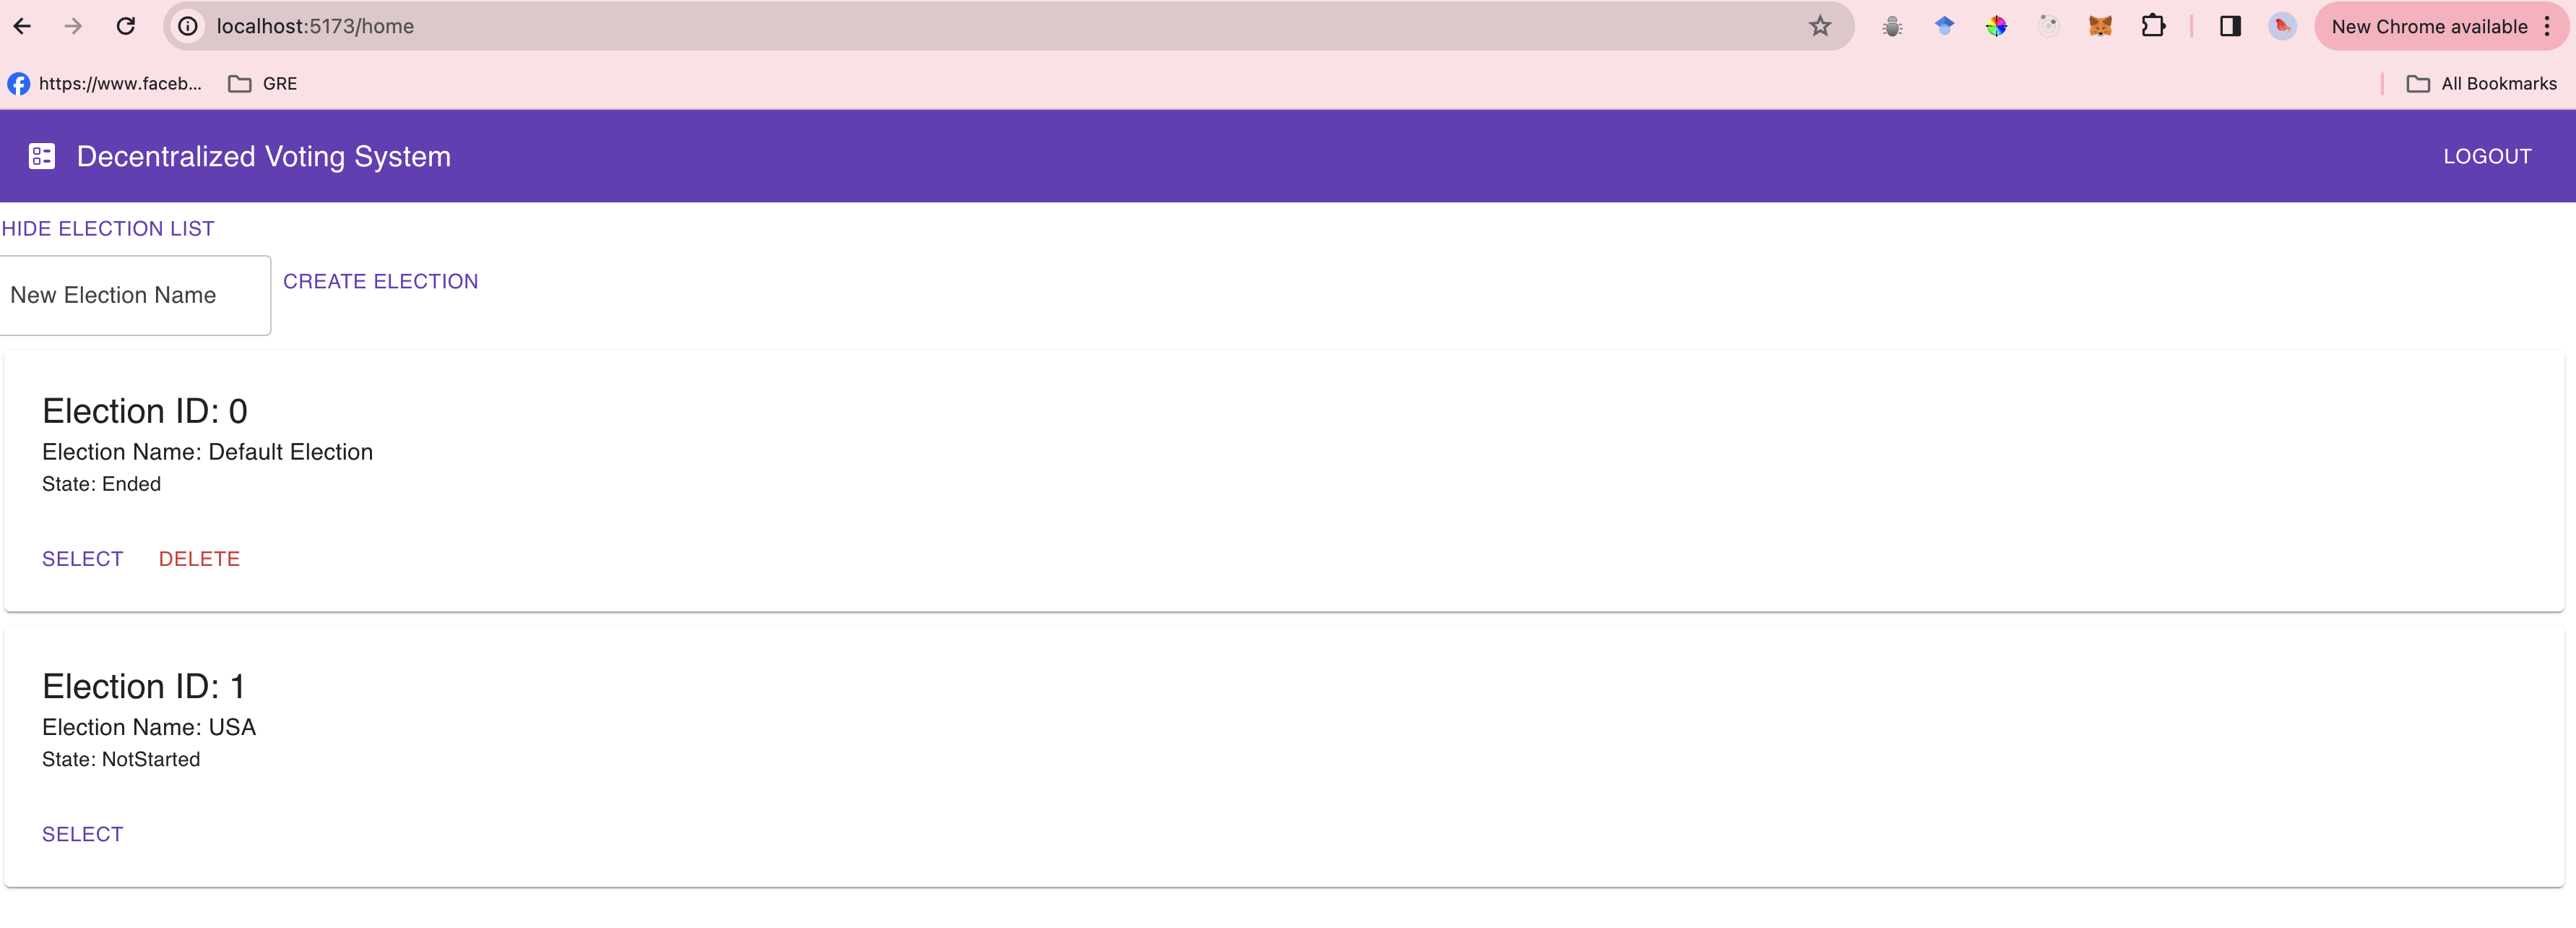 localhost:5173/home
New Chrome available
https://www.faceb...
GRE
All Bookmarks
Decentralized Voting System
LOGOUT
HIDE ELECTION LIST
New Election Name
CREATE ELECTION
Election ID: 0
Election Name: Default Election
State: Ended
SELECT
DELETE
Election ID: 1
Election Name: USA
State: NotStarted
SELECT